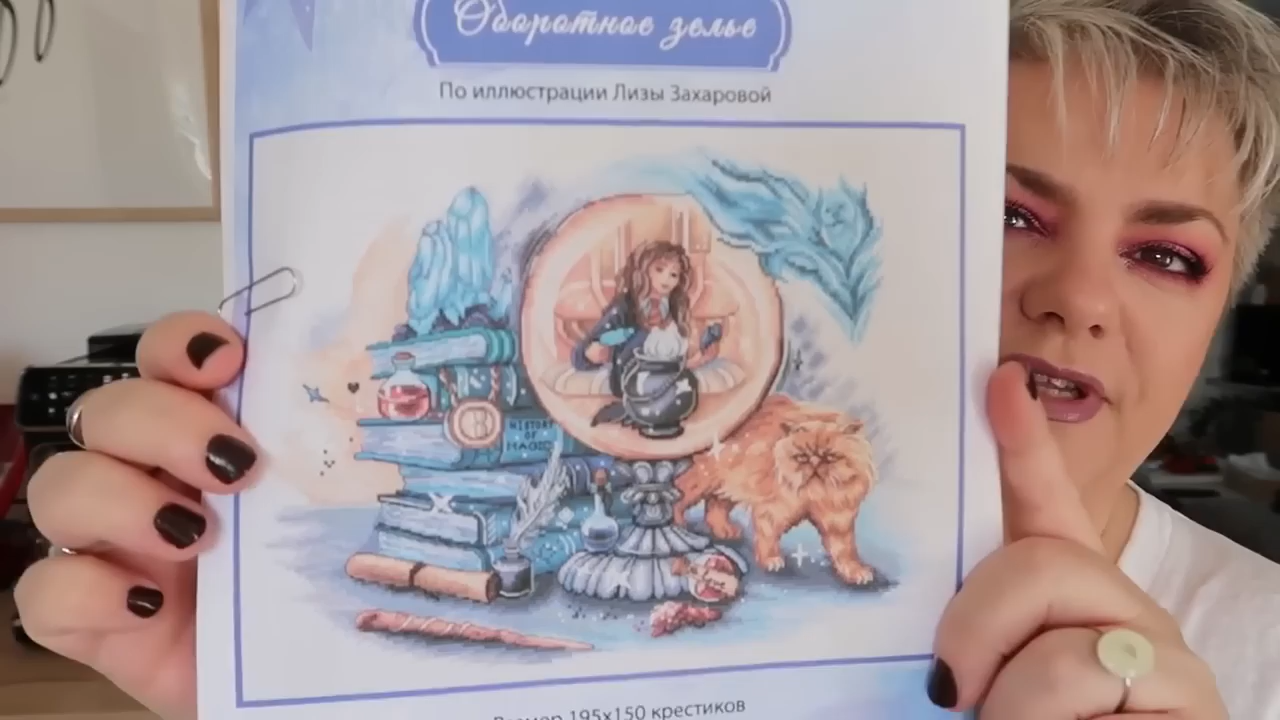 Оборотное зелье
По иллюстрации Лизы Захаровой
HISTORY
OF
MAGIC
Размер 195x150 крестиков